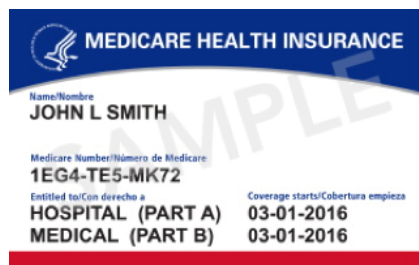 MEDICARE HEALTH INSURANCE
SAMPLE
Name/Nombre
JOHN L SMITH
Medicare Number/Número de Medicare
1EG4-TE5-MK72
Entitled to/Con derecho a Coverage starts/Cobertura empieza
HOSPITAL (PART A) 03-01-2016
MEDICAL (PART B) 03-01-2016